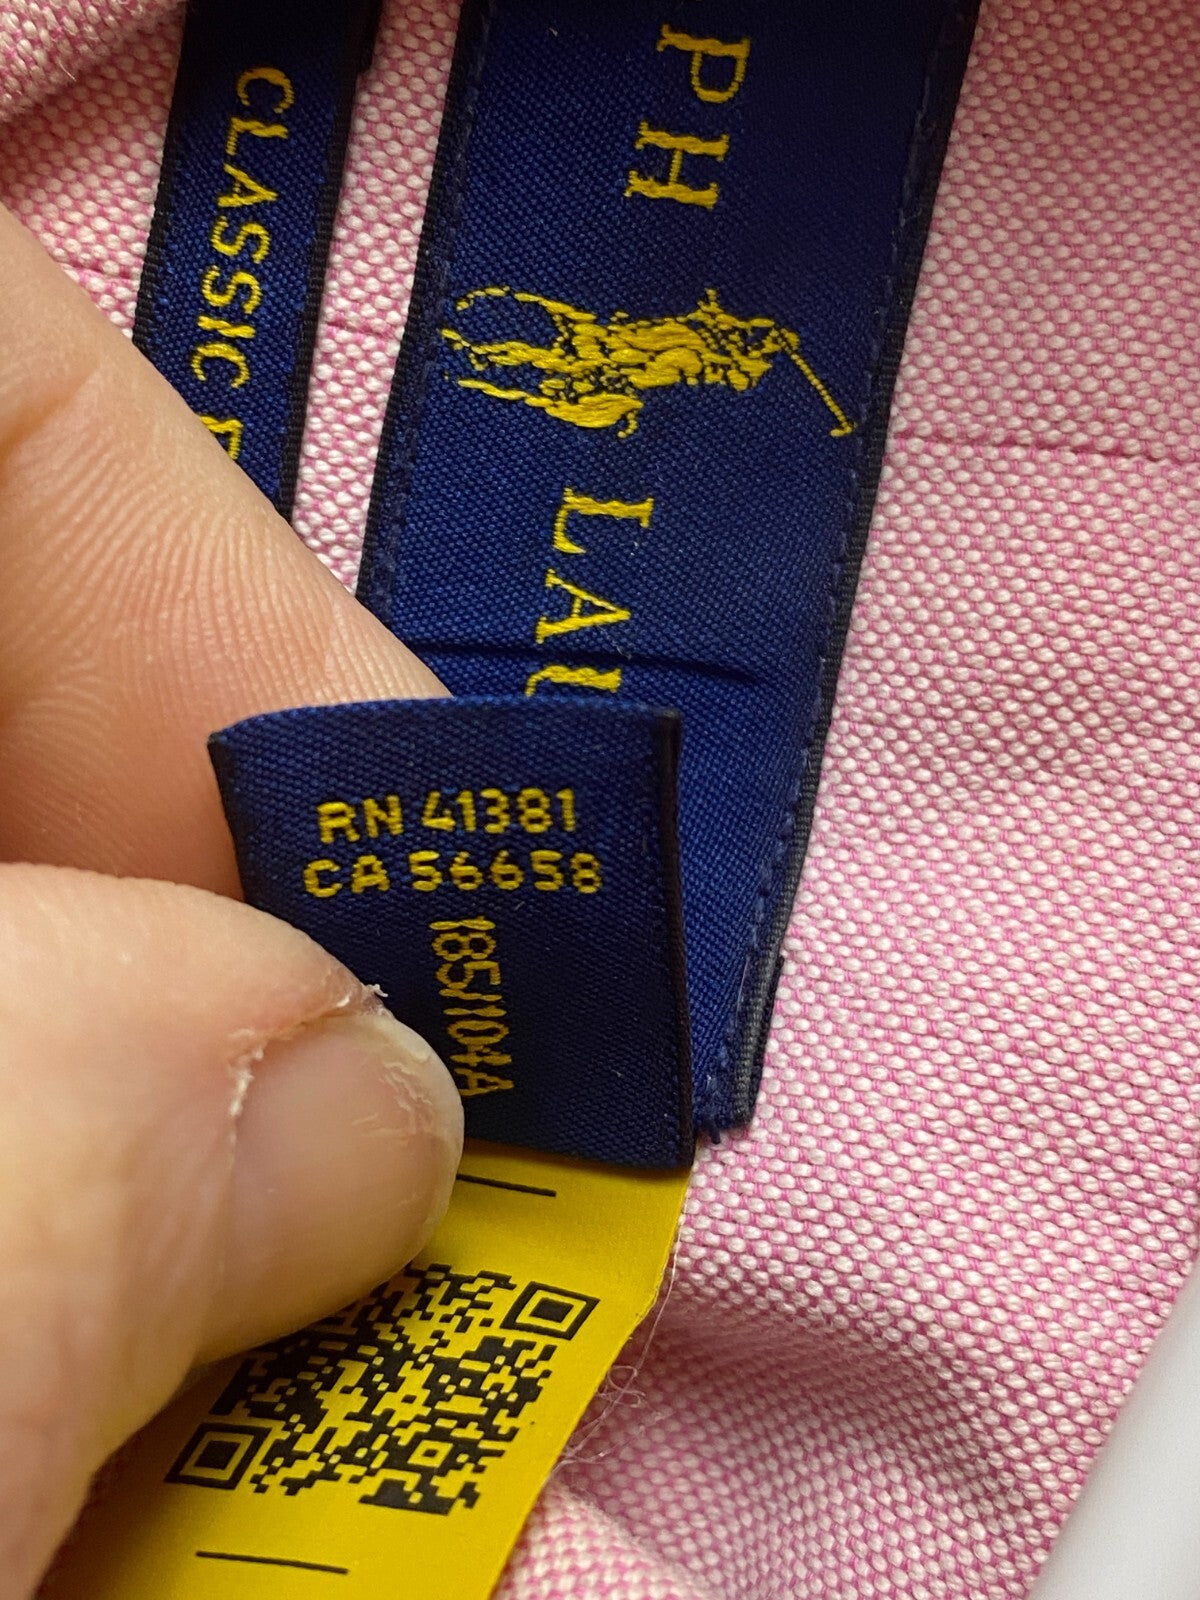 CLASSIC F
PH LAU
RN 41381
CA 56658
185/104A